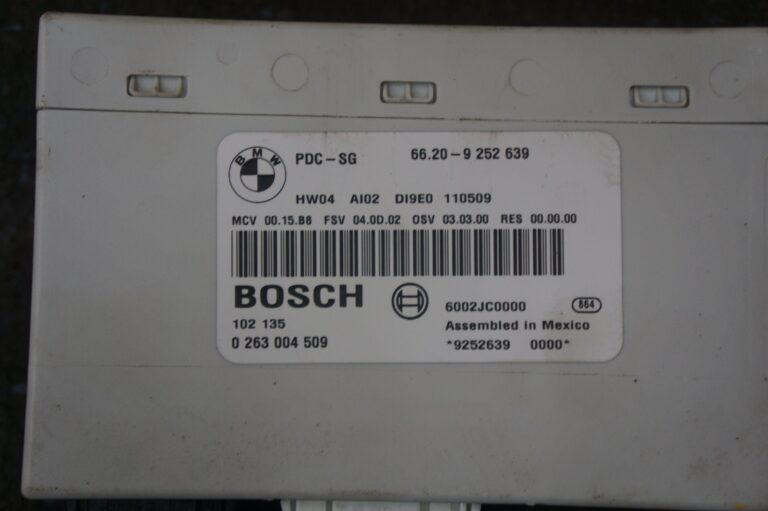 BMW
PDC-SG 66.20-9 252 639
HW04 AI02 DI9E0 110509
MCV 00.15.B8 FSV 04.0D.02 OSV 03.03.00 RES 00.00.00
BOSCH 6002JC0000 864
102 135 Assembled in Mexico
0 263 004 509 *9252639 0000*